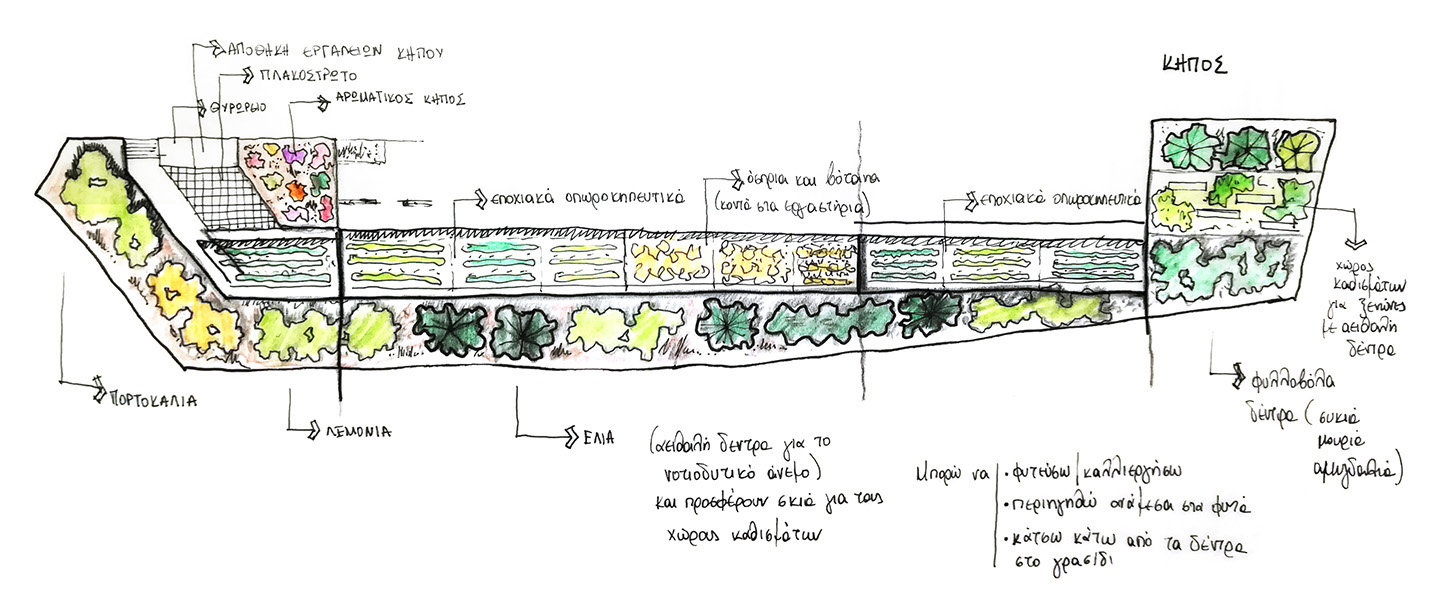 ΑΠΟΘΗΚΗ ΕΡΓΑΛΕΙΩΝ ΚΗΠΟΥ
ΠΛΑΚΟΣΤΡΩΤΟ
ΘΥΡΩΡΕΙΟ
ΑΡΩΜΑΤΙΚΟΣ ΚΗΠΟΣ
ΚΗΠΟΣ
εποχιακά οπωροκηπευτικά
όσπρια και βότανα
(κοντά στα εργαστήρια)
εποχιακά οπωροκηπευτικά
χώρος
καθισμάτων
για ξενώνες
με αειθαλή
δέντρα
φυλλοβόλα
δέντρα (συκιά
μουριά
αμυγδαλιά)
ΠΟΡΤΟΚΑΛΙΑ
ΛΕΜΟΝΙΑ
ΕΛΙΑ
(αειθαλή δέντρα για το
νοτιοδυτικό άνεμο)
και προσφέρουν σκιά για τους
χώρους καθισμάτων
Μπορώ να
• φυτεύσω/καλλιεργήσω
• περιηγηθώ ανάμεσα στα φυτά
• κάτσω κάτω από τα δέντρα
στο γρασίδι